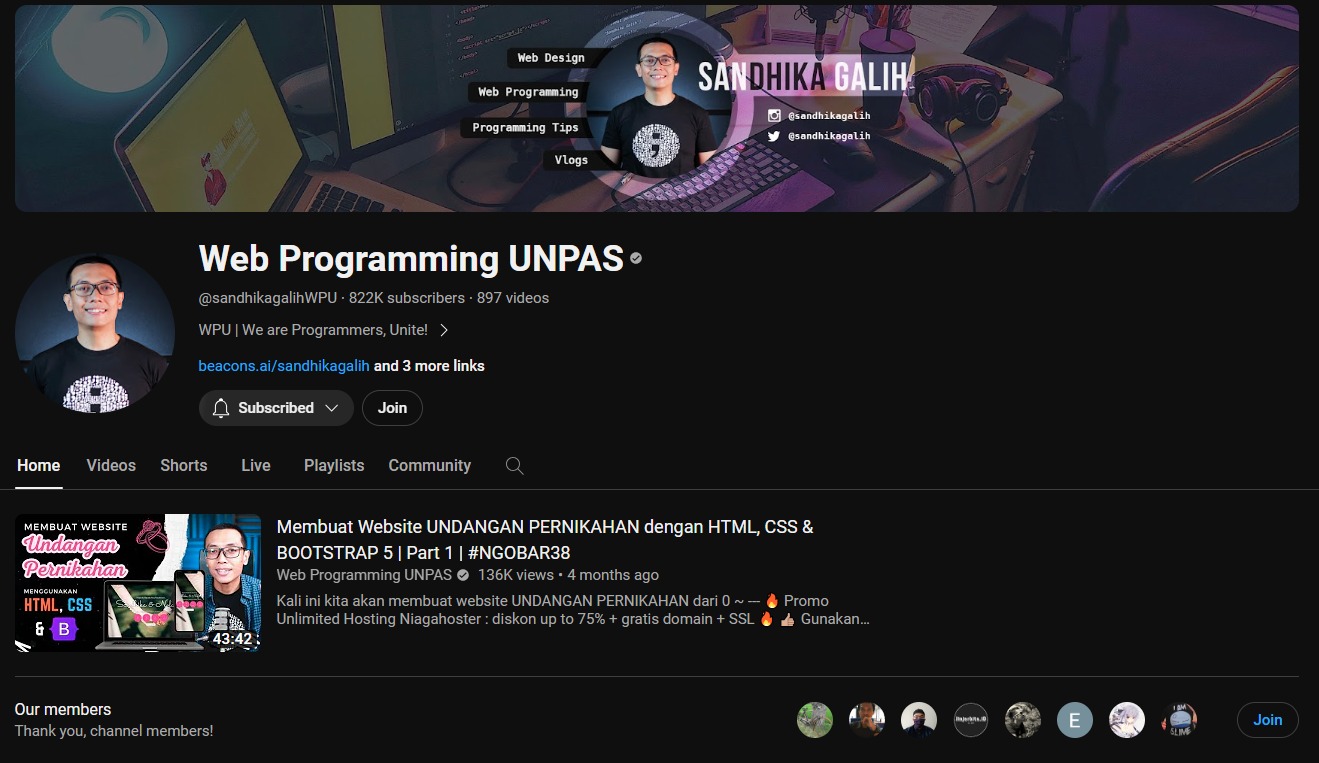 Web Design
Web Programming
Programming Tips
Vlogs
SANDHIKA GALIH
@sandhikagalih
@sandhikagalih
Web Programming UNPAS
@sandhikagalihWPU · 822K subscribers · 897 videos
WPU | We are Programmers, Unite!
beacons.ai/sandhikagalih and 3 more links
Subscribed
Join
Home Videos Shorts Live Playlists Community
MEMBUAT WEBSITE
Undangan
Pernikahan
MENGGUNAKAN
HTML, CSS
& B
43:42
Membuat Website UNDANGAN PERNIKAHAN dengan HTML, CSS &
BOOTSTRAP 5 | Part 1 | #NGOBAR38
Web Programming UNPAS 136K views • 4 months ago
Kali ini kita akan membuat website UNDANGAN PERNIKAHAN dari 0 ~ --- 🔥 Promo
Unlimited Hosting Niagahoster : diskon up to 75% + gratis domain + SSL 🔥 👍🏼 Gunakan...
Our members
Thank you, channel members!
E
I AM
SLIME
Join